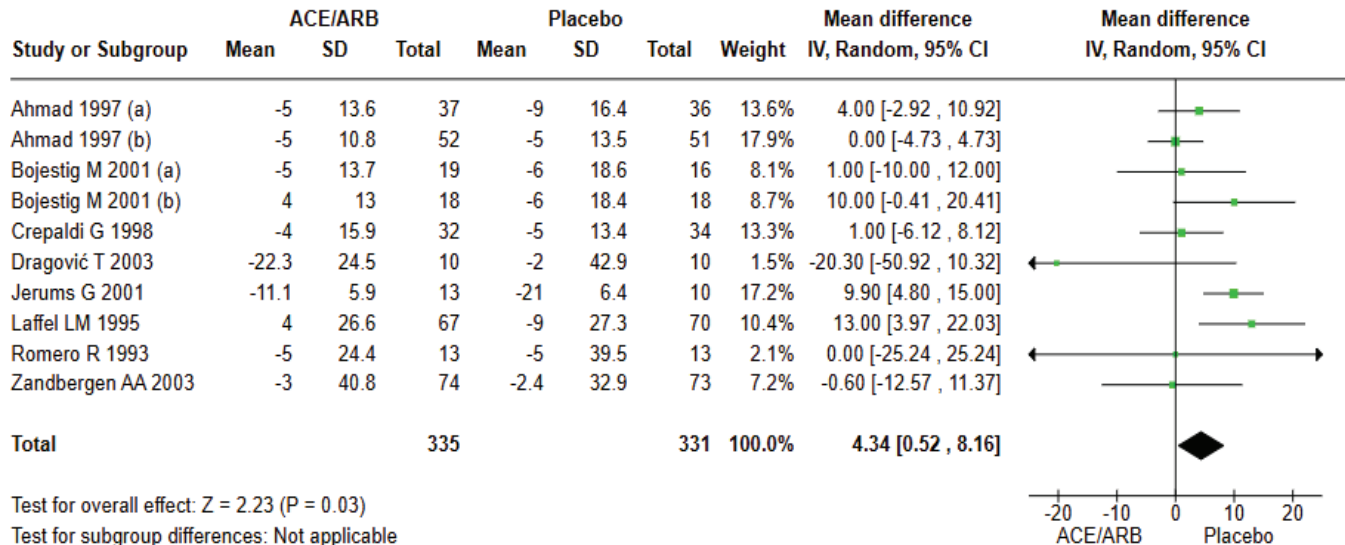 ACE/ARB Placebo Mean difference Mean difference
Study or Subgroup Mean SD Total Mean SD Total Weight IV, Random, 95% CI IV, Random, 95% CI
Ahmad 1997 (a) -5 13.6 37 -9 16.4 36 13.6% 4.00 [-2.92 , 10.92]
Ahmad 1997 (b) -5 10.8 52 -5 13.5 51 17.9% 0.00 [-4.73 , 4.73]
Bojestig M 2001 (a) -5 13.7 19 -6 18.6 16 8.1% 1.00 [-10.00 , 12.00]
Bojestig M 2001 (b) 4 13 18 -6 18.4 18 8.7% 10.00 [-0.41 , 20.41]
Crepaldi G 1998 -4 15.9 32 -5 13.4 34 13.3% 1.00 [-6.12 , 8.12]
Dragović T 2003 -22.3 24.5 10 -2 42.9 10 1.5% -20.30 [-50.92 , 10.32]
Jerums G 2001 -11.1 5.9 13 -21 6.4 10 17.2% 9.90 [4.80 , 15.00]
Laffel LM 1995 4 26.6 67 -9 27.3 70 10.4% 13.00 [3.97 , 22.03]
Romero R 1993 -5 24.4 13 -5 39.5 13 2.1% 0.00 [-25.24 , 25.24]
Zandbergen AA 2003 -3 40.8 74 -2.4 32.9 73 7.2% -0.60 [-12.57 , 11.37]
Total 335 331 100.0% 4.34 [0.52 , 8.16]
Test for overall effect: Z = 2.23 (P = 0.03)
-20 -10 0 10 20
Test for subgroup differences: Not applicable ACE/ARB Placebo